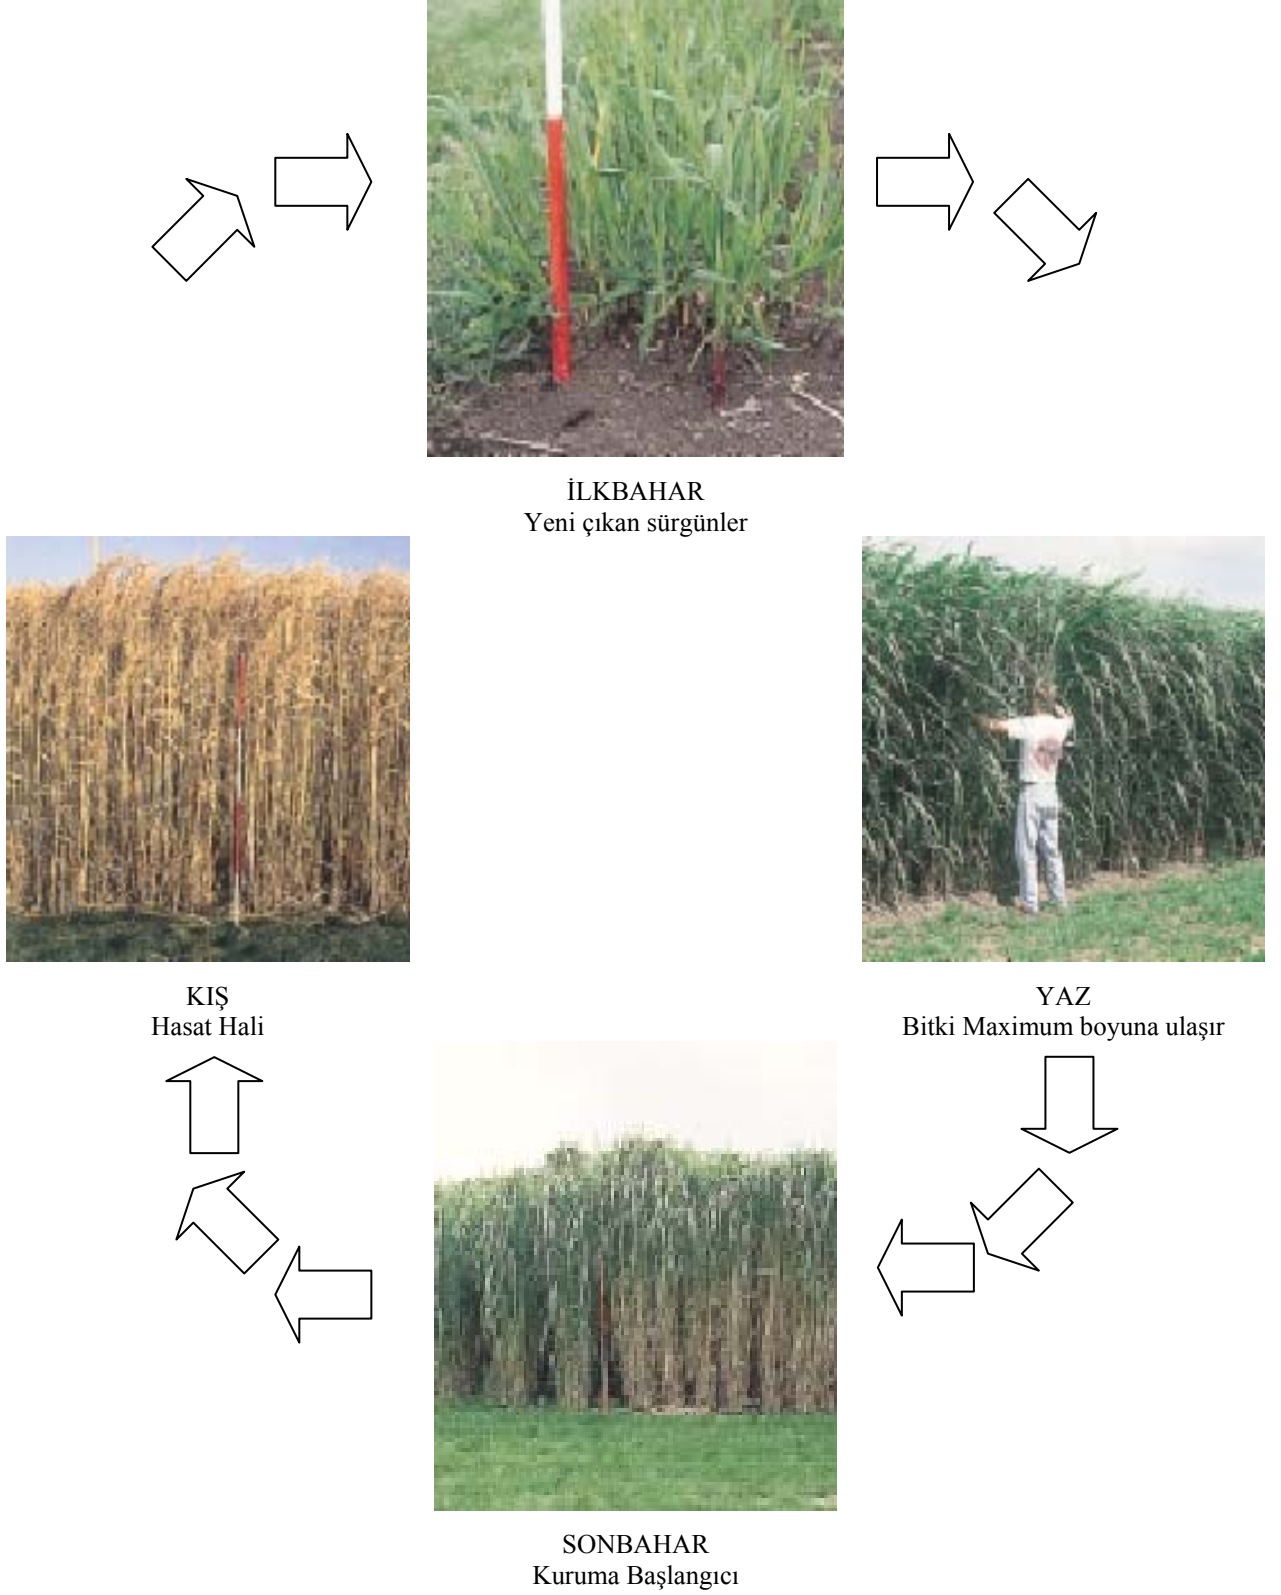 İLKBAHAR
Yeni çıkan sürgünler
KIŞ
Hasat Hali
YAZ
Bitki Maximum boyuna ulaşır
SONBAHAR
Kuruma Başlangıcı